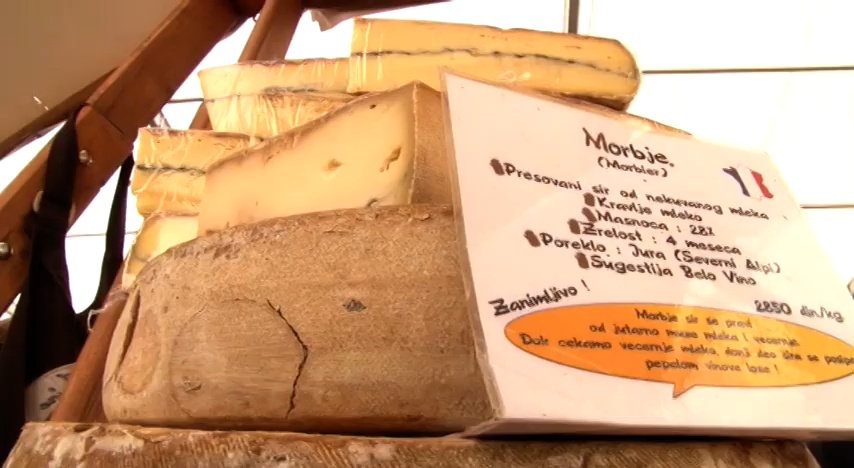 Morbje.
(Morbier)
Presovani sir od nekuvanog mleka
Kravlje mleko
Masnoca : 28%
Zrelost : 4 meseca
Poreklo : Jura (Severni Alpi)
Sugestija Belo Vino
Zanimljivo !
2850 din/kg
Morbje sir se pravi
od jutarno muze mleka i vecernje
Dok cekamo vecernje mleko, donji deo sira se posipa
pepelom vinove loze !